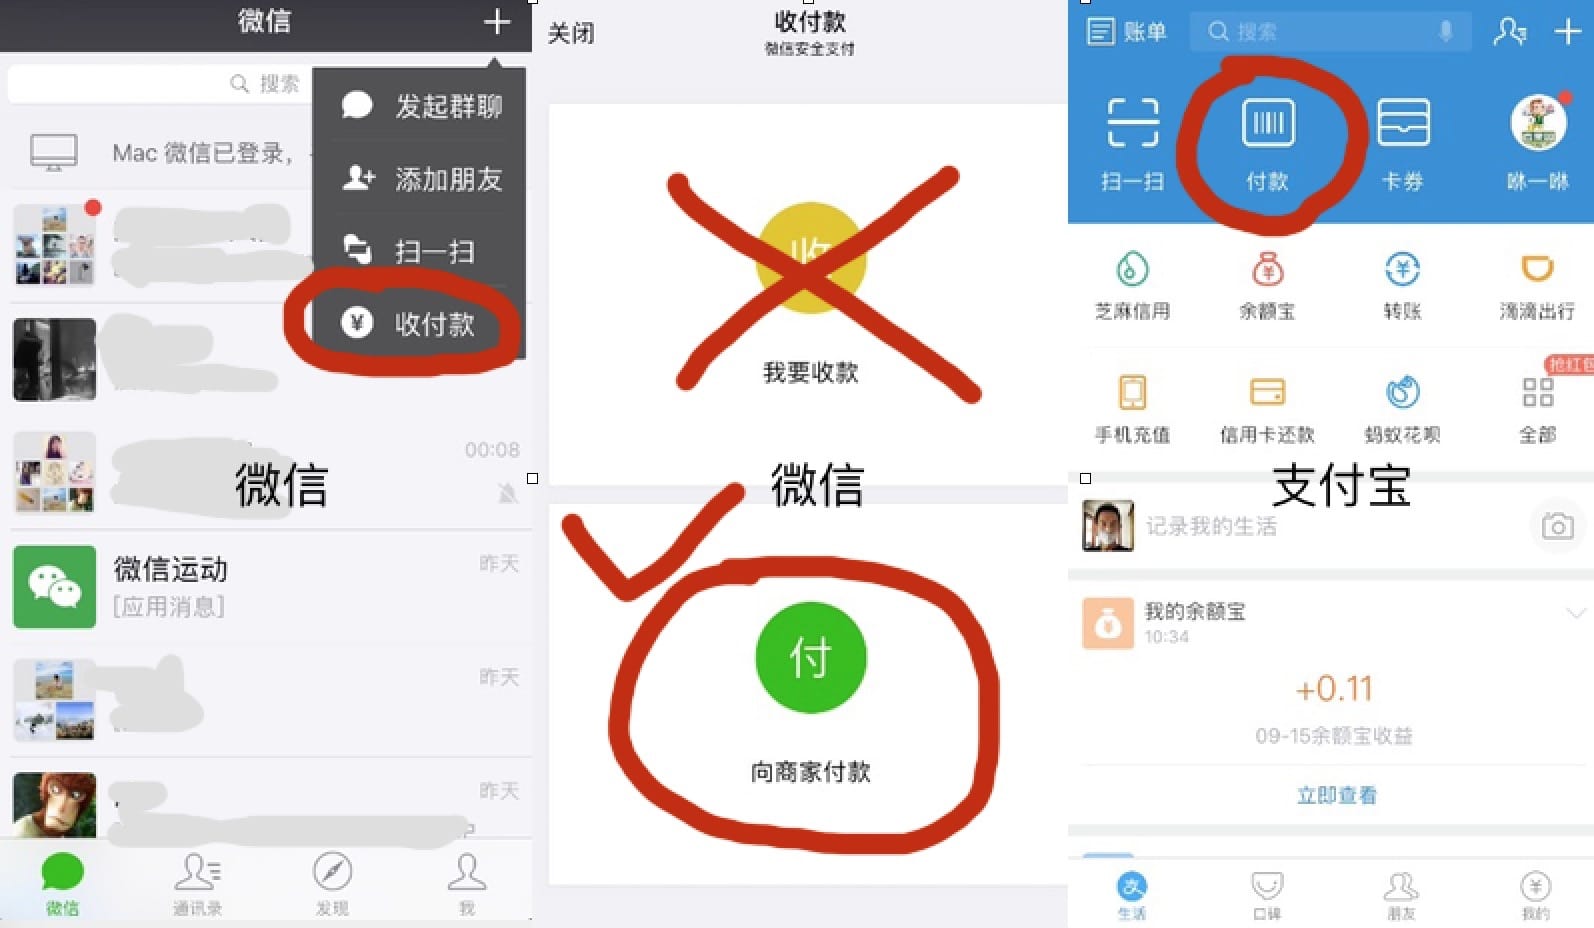 微信
搜索
发起群聊
添加朋友
扫一扫
收付款
Mac 微信已登录，
00:08
微信
微信运动
昨天
[应用消息]
昨天
昨天
微信
通讯录
发现
我
关闭
收付款
微信安全支付
收
我要收款
微信
付
向商家付款
账单
搜索
扫一扫
付款
卡券
咻一咻
芝麻信用
余额宝
转账
滴滴出行
抢红包
手机充值
信用卡还款
蚂蚁花呗
全部
支付宝
记录我的生活
我的余额宝
10:34
+0.11
09-15余额宝收益
立即查看
生活
口碑
朋友
我的